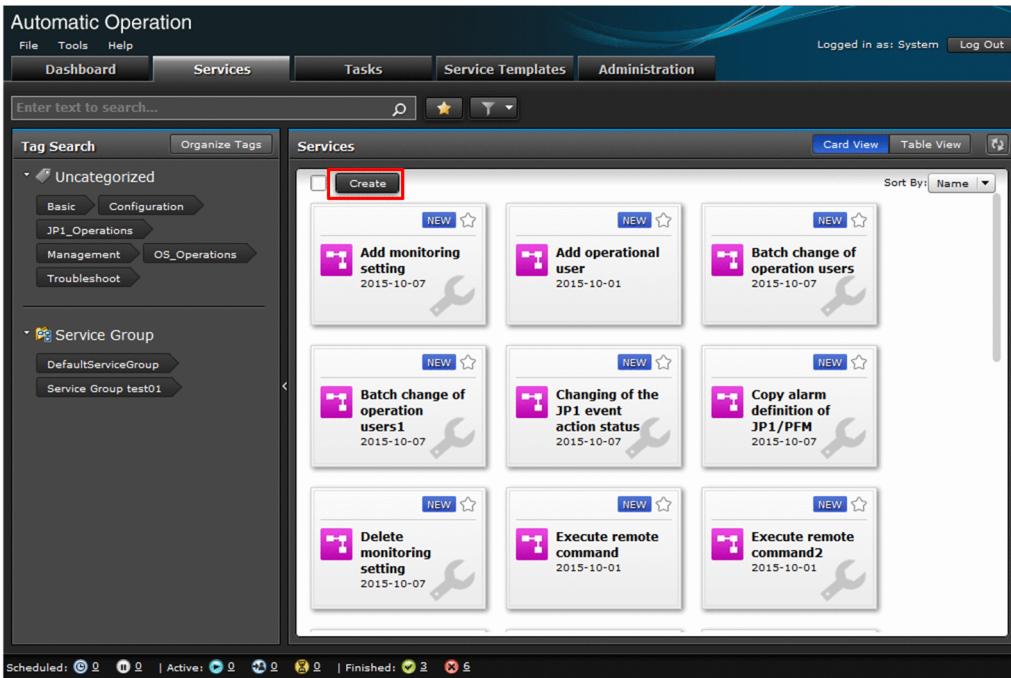 Automatic Operation
File Tools Help
Logged in as: System Log Out
Dashboard Services Tasks Service Templates Administration
Enter text to search...
Tag Search Organize Tags
Uncategorized
Basic Configuration
JP1_Operations
Management OS_Operations
Troubleshoot
Service Group
DefaultServiceGroup
Service Group test01
Services Card View Table View
Create Sort By: Name
NEW
Add monitoring
setting
2015-10-07
NEW
Add operational
user
2015-10-01
NEW
Batch change of
operation users
2015-10-07
NEW
Batch change of
operation
users1
2015-10-07
NEW
Changing of the
JP1 event
action status
2015-10-07
NEW
Copy alarm
definition of
JP1/PFM
2015-10-07
NEW
Delete
monitoring
setting
2015-10-07
NEW
Execute remote
command
2015-10-01
NEW
Execute remote
command2
2015-10-01
Scheduled: 0 0 | Active: 0 0 0 | Finished: 3 6